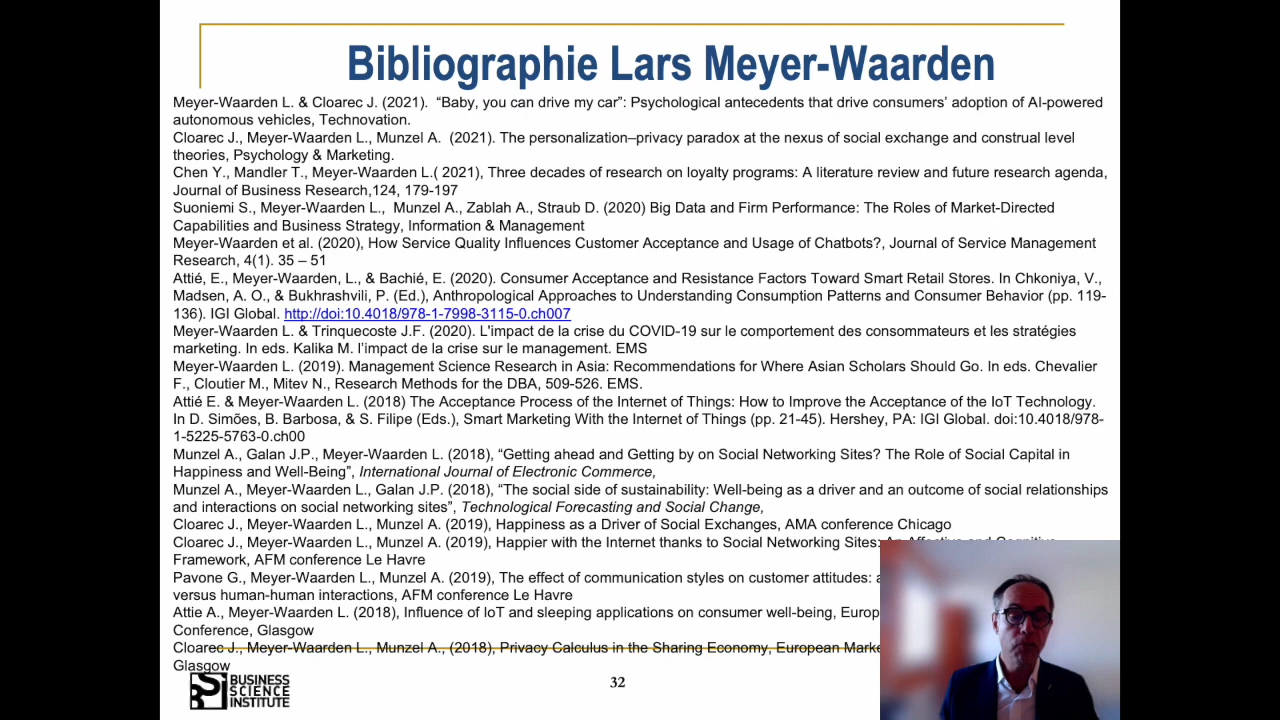 Bibliographie Lars Meyer-Waarden
Meyer-Waarden L. & Cloarec J. (2021).  “Baby, you can drive my car”: Psychological antecedents that drive consumers’ adoption of AI-powered
autonomous vehicles, Technovation.
Cloarec J., Meyer-Waarden L., Munzel A.  (2021). The personalization–privacy paradox at the nexus of social exchange and construal level
theories, Psychology & Marketing.
Chen Y., Mandler T., Meyer-Waarden L.( 2021), Three decades of research on loyalty programs: A literature review and future research agenda,
Journal of Business Research,124, 179-197
Suoniemi S., Meyer-Waarden L.,  Munzel A., Zablah A., Straub D. (2020) Big Data and Firm Performance: The Roles of Market-Directed
Capabilities and Business Strategy, Information & Management
Meyer-Waarden et al. (2020), How Service Quality Influences Customer Acceptance and Usage of Chatbots?, Journal of Service Management
Research, 4(1). 35 – 51
Attié, E., Meyer-Waarden, L., & Bachié, E. (2020). Consumer Acceptance and Resistance Factors Toward Smart Retail Stores. In Chkoniya, V.,
Madsen, A. O., & Bukhrashvili, P. (Ed.), Anthropological Approaches to Understanding Consumption Patterns and Consumer Behavior (pp. 119-
136). IGI Global. http://doi:10.4018/978-1-7998-3115-0.ch007
Meyer-Waarden L. & Trinquecoste J.F. (2020). L'impact de la crise du COVID-19 sur le comportement des consommateurs et les stratégies
marketing. In eds. Kalika M. l’impact de la crise sur le management. EMS
Meyer-Waarden L. (2019). Management Science Research in Asia: Recommendations for Where Asian Scholars Should Go. In eds. Chevalier
F., Cloutier M., Mitev N., Research Methods for the DBA, 509-526. EMS.
Attié E. & Meyer-Waarden L. (2018) The Acceptance Process of the Internet of Things: How to Improve the Acceptance of the IoT Technology.
In D. Simões, B. Barbosa, & S. Filipe (Eds.), Smart Marketing With the Internet of Things (pp. 21-45). Hershey, PA: IGI Global. doi:10.4018/978-
1-5225-5763-0.ch00
Munzel A., Galan J.P., Meyer-Waarden L. (2018), “Getting ahead and Getting by on Social Networking Sites? The Role of Social Capital in
Happiness and Well-Being”, International Journal of Electronic Commerce,
Munzel A., Meyer-Waarden L., Galan J.P. (2018), “The social side of sustainability: Well-being as a driver and an outcome of social relationships
and interactions on social networking sites”, Technological Forecasting and Social Change,
Cloarec J., Meyer-Waarden L., Munzel A. (2019), Happiness as a Driver of Social Exchanges, AMA conference Chicago
Cloarec J., Meyer-Waarden L., Munzel A. (2019), Happier with the Internet thanks to Social Networking Sites: An Affective and Cognitive
Framework, AFM conference Le Havre
Pavone G., Meyer-Waarden L., Munzel A. (2019), The effect of communication styles on customer attitudes:
versus human-human interactions, AFM conference Le Havre
Attie A., Meyer-Waarden L. (2018), Influence of IoT and sleeping applications on consumer well-being,
Conference, Glasgow
Cloarec J., Meyer-Waarden L., Munzel A., (2018), Privacy Calculus in the Sharing Economy, European
Glasgow
BUSINESS
SCIENCE
INSTITUTE
32